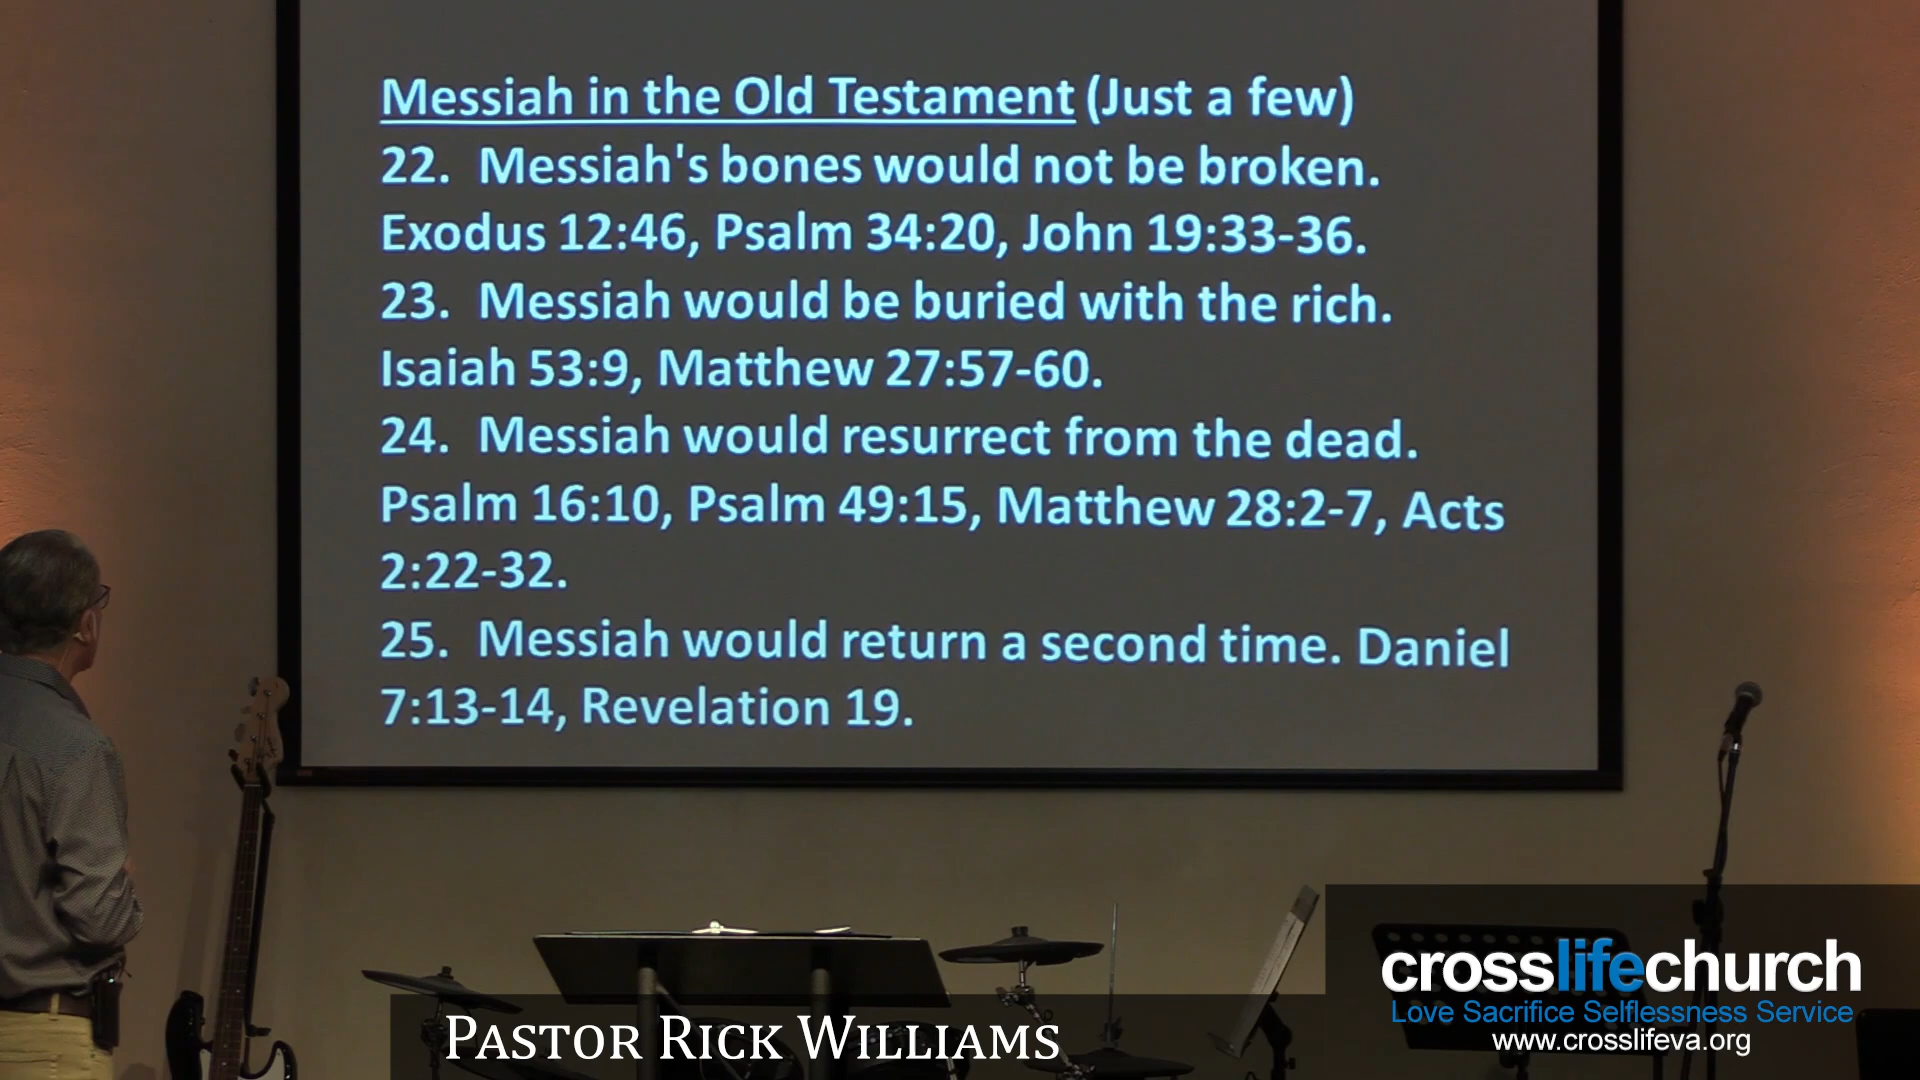 Messiah in the Old Testament (Just a few)
22. Messiah's bones would not be broken.
Exodus 12:46, Psalm 34:20, John 19:33-36.
23. Messiah would be buried with the rich.
Isaiah 53:9, Matthew 27:57-60.
24. Messiah would resurrect from the dead.
Psalm 16:10, Psalm 49:15, Matthew 28:2-7, Acts
2:22-32.
25. Messiah would return a second time. Daniel
7:13-14, Revelation 19.
PASTOR RICK WILLIAMS
crosslifechurch
Love Sacrifice Selflessness Service
www.crosslifeva.org